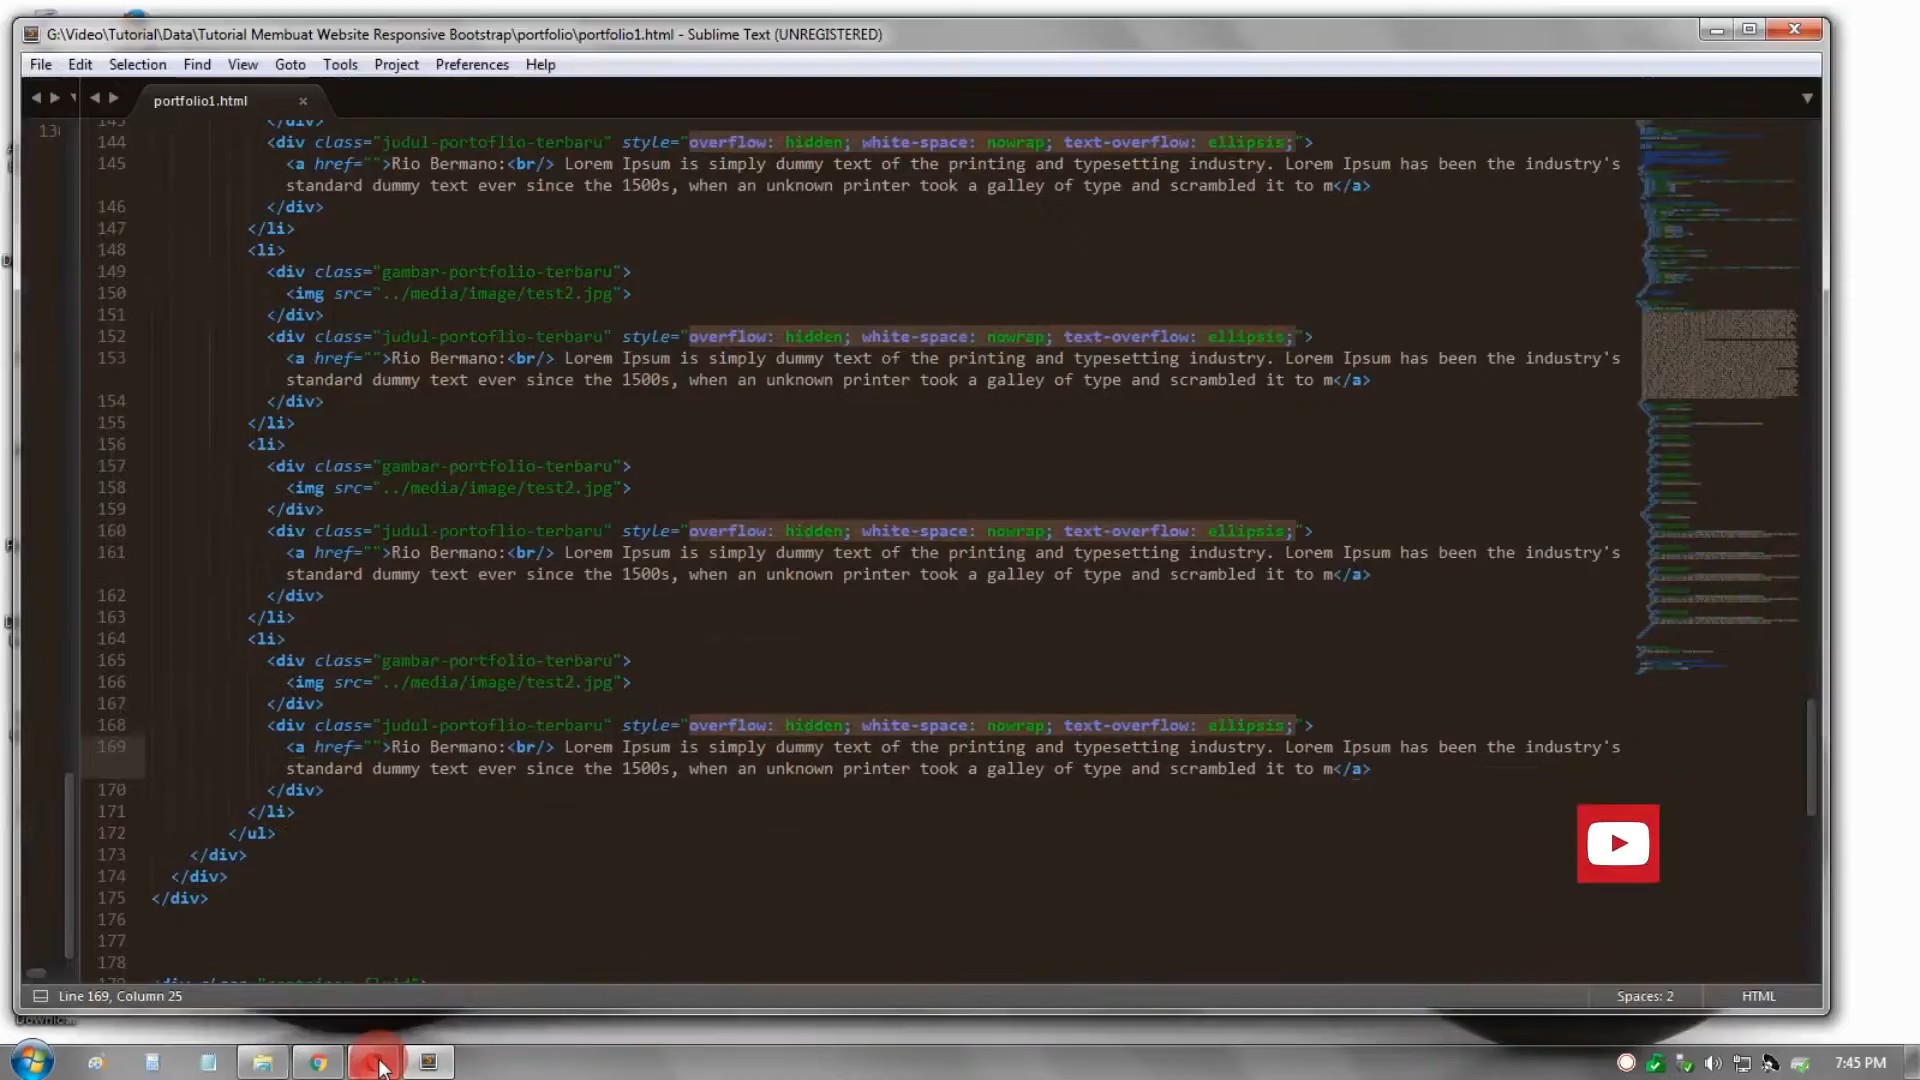 G:\Video\Tutorial\Data\Tutorial Membuat Website Responsive Bootstrap\portfolio\portfolio1.html - Sublime Text (UNREGISTERED)
File Edit Selection Find View Goto Tools Project Preferences Help
portfolio1.html
143 </div>
144 <div class="judul-portoflio-terbaru" style="overflow: hidden; white-space: nowrap; text-overflow: ellipsis;">
145 <a href="">Rio Bermano:<br/> Lorem Ipsum is simply dummy text of the printing and typesetting industry. Lorem Ipsum has been the industry's
standard dummy text ever since the 1500s, when an unknown printer took a galley of type and scrambled it to m</a>
146 </div>
147 </li>
148 <li>
149 <div class="gambar-portfolio-terbaru">
150 <img src="../media/image/test2.jpg">
151 </div>
152 <div class="judul-portoflio-terbaru" style="overflow: hidden; white-space: nowrap; text-overflow: ellipsis;">
153 <a href="">Rio Bermano:<br/> Lorem Ipsum is simply dummy text of the printing and typesetting industry. Lorem Ipsum has been the industry's
standard dummy text ever since the 1500s, when an unknown printer took a galley of type and scrambled it to m</a>
154 </div>
155 </li>
156 <li>
157 <div class="gambar-portfolio-terbaru">
158 <img src="../media/image/test2.jpg">
159 </div>
160 <div class="judul-portoflio-terbaru" style="overflow: hidden; white-space: nowrap; text-overflow: ellipsis;">
161 <a href="">Rio Bermano:<br/> Lorem Ipsum is simply dummy text of the printing and typesetting industry. Lorem Ipsum has been the industry's
standard dummy text ever since the 1500s, when an unknown printer took a galley of type and scrambled it to m</a>
162 </div>
163 </li>
164 <li>
165 <div class="gambar-portfolio-terbaru">
166 <img src="../media/image/test2.jpg">
167 </div>
168 <div class="judul-portoflio-terbaru" style="overflow: hidden; white-space: nowrap; text-overflow: ellipsis;">
169 <a href="">Rio Bermano:<br/> Lorem Ipsum is simply dummy text of the printing and typesetting industry. Lorem Ipsum has been the industry's
standard dummy text ever since the 1500s, when an unknown printer took a galley of type and scrambled it to m</a>
170 </div>
171 </li>
172 </ul>
173 </div>
174 </div>
175 </div>
176
177
178
179 <div class="container-fluid">
Line 169, Column 25 Spaces: 2 HTML
7:45 PM